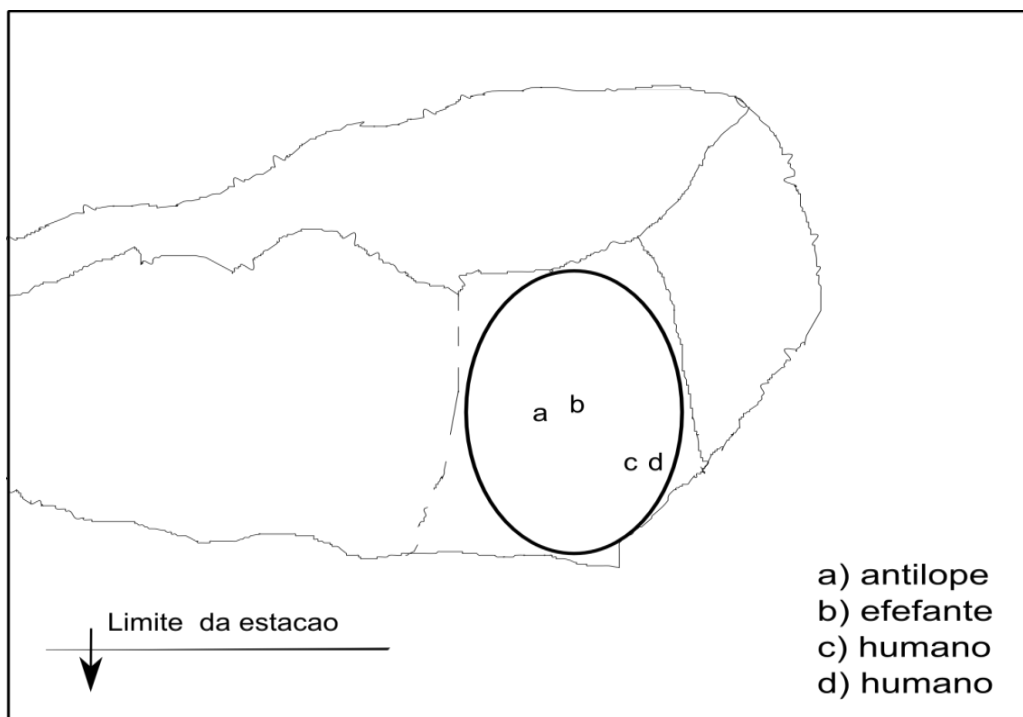 a
b
c d
Limite da estacao
a) antilope
b) efefante
c) humano
d) humano